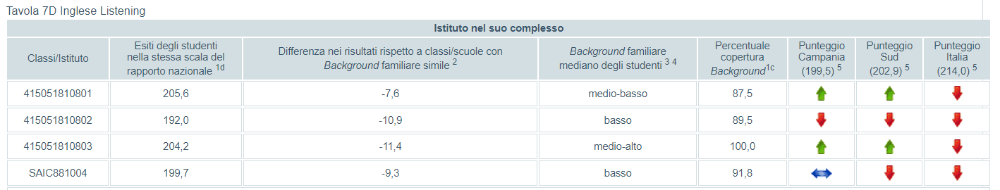 Tavola 7D Inglese Listening
Istituto nel suo complesso
Classi/Istituto
Esiti degli studenti
nella stessa scala del
rapporto nazionale 1d
Differenza nei risultati rispetto a classi/scuole con
Background familiare simile 2
Background familiare
mediano degli studenti 3 4
Percentuale
copertura
Background1c
Punteggio
Campania
(199,5) 5
Punteggio
Sud
(202,9) 5
Punteggio
Italia
(214,0) 5
415051810801 205,6 -7,6 medio-basso 87,5
415051810802 192,0 -10,9 basso 89,5
415051810803 204,2 -11,4 medio-alto 100,0
SAIC881004 199,7 -9,3 basso 91,8